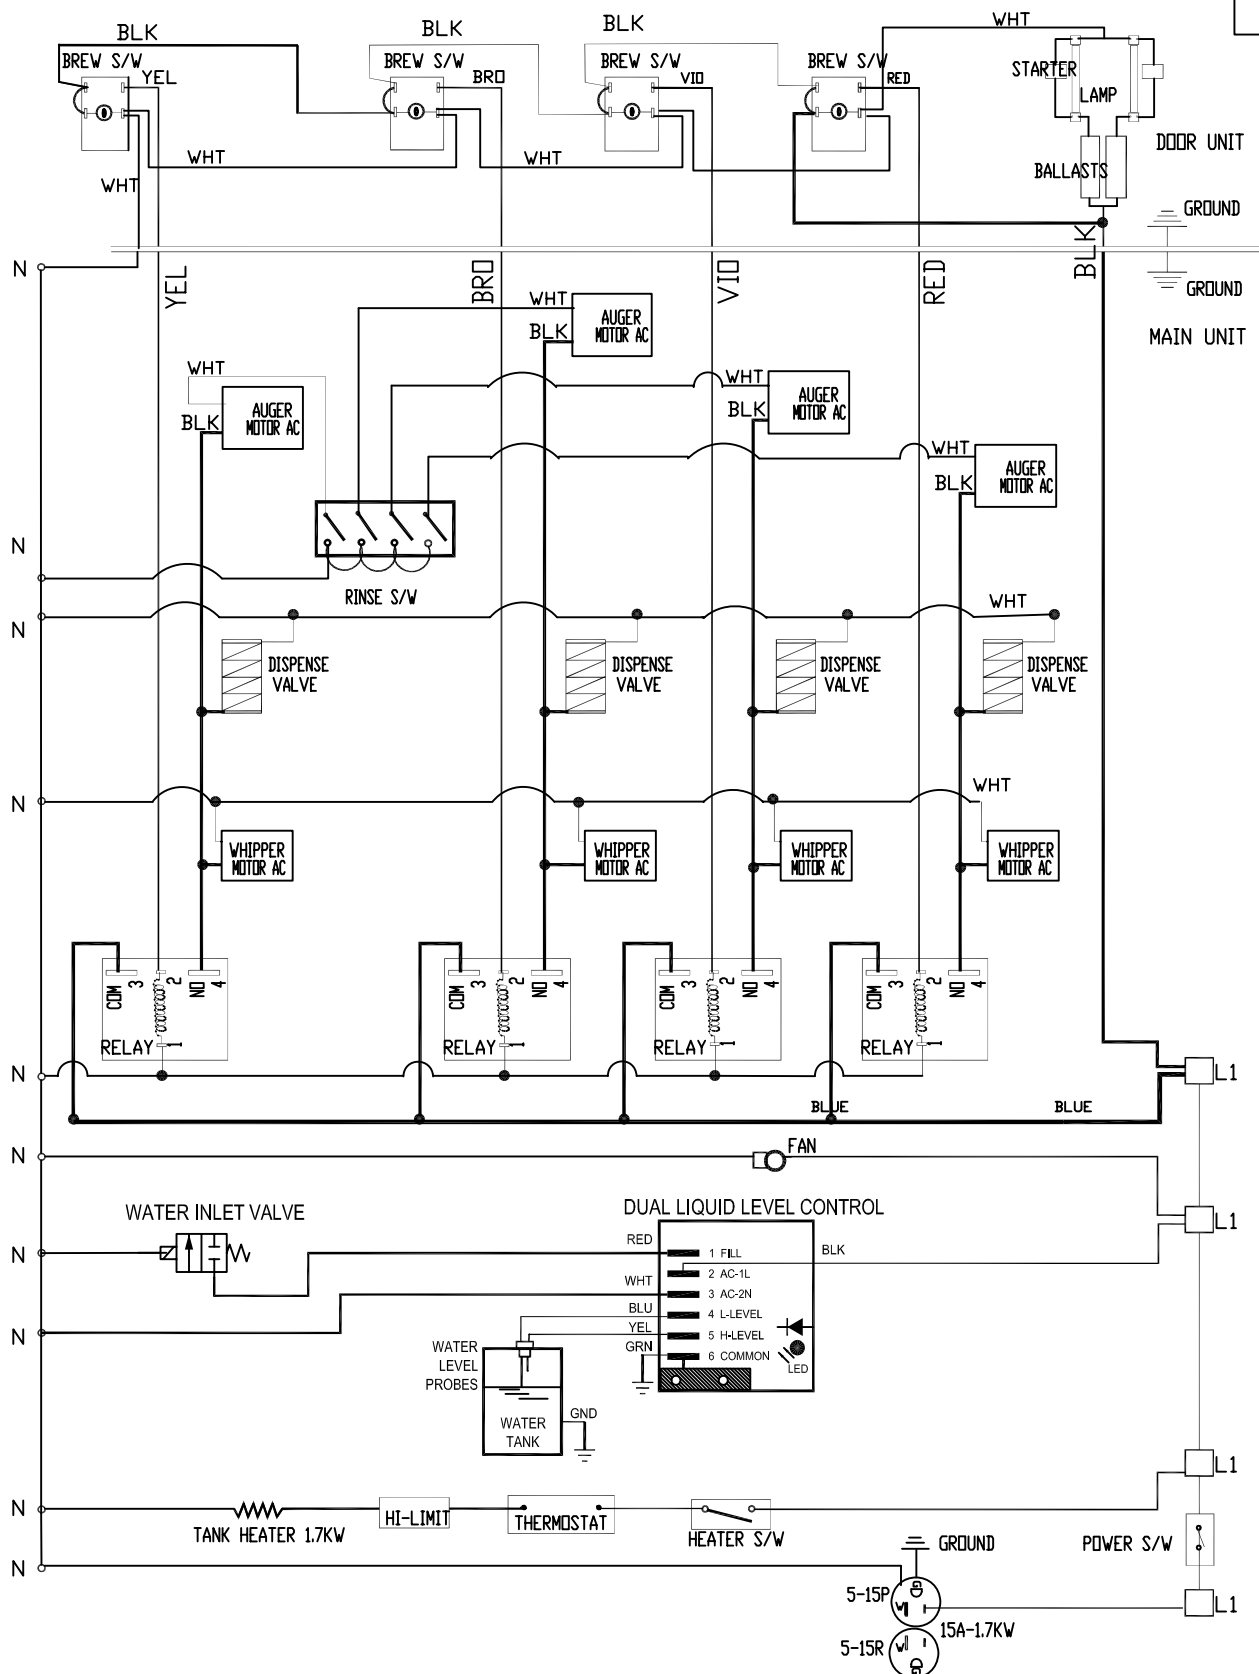 BLK
BLK
BLK
WHT
BREW S/W
BREW S/W
BREW S/W
BREW S/W
YEL
BRO
VIO
RED
STARTER
LAMP
DOOR UNIT
WHT
WHT
WHT
BALLASTS
GROUND
BLK
N
YEL
BRO
VIO
RED
GROUND
MAIN UNIT
WHT
BLK
AUGER
MOTOR AC
WHT
BLK
AUGER
MOTOR AC
WHT
BLK
AUGER
MOTOR AC
WHT
BLK
AUGER
MOTOR AC
N
RINSE S/W
N
WHT
DISPENSE
VALVE
DISPENSE
VALVE
DISPENSE
VALVE
DISPENSE
VALVE
N
WHT
WHIPPER
MOTOR AC
WHIPPER
MOTOR AC
WHIPPER
MOTOR AC
WHIPPER
MOTOR AC
COM 3 2 NO 4
RELAY 1
COM 3 2 NO 4
RELAY 1
COM 3 2 NO 4
RELAY 1
COM 3 2 NO 4
RELAY 1
N
L1
BLUE
BLUE
N
FAN
WATER INLET VALVE
DUAL LIQUID LEVEL CONTROL
L1
N
RED
1 FILL
BLK
2 AC-1L
WHT
3 AC-2N
BLU
4 L-LEVEL
YEL
5 H-LEVEL
GRN
6 COMMON
LED
N
WATER
LEVEL
PROBES
WATER
TANK
GND
L1
N
TANK HEATER 1.7KW
HI-LIMIT
THERMOSTAT
HEATER S/W
GROUND
POWER S/W
N
5-15P
GD
W
L1
15A-1.7KW
5-15R
W
GD